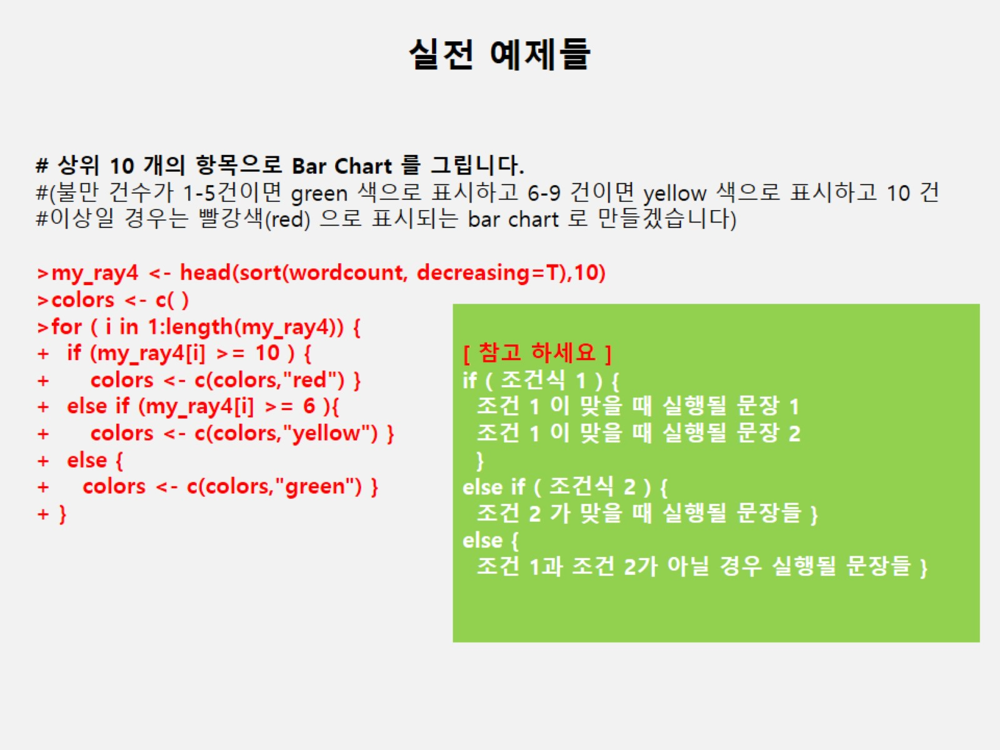 실전 예제들
# 상위 10 개의 항목으로 Bar Chart 를 그립니다.
#(불만 건수가 1-5건이면 green 색으로 표시하고 6-9 건이면 yellow 색으로 표시하고 10 건
#이상일 경우는 빨강색(red) 으로 표시되는 bar chart 로 만들겠습니다)
>my_ray4 <- head(sort(wordcount, decreasing=T),10)
>colors <- c( )
>for ( i in 1:length(my_ray4)) {
+ if (my_ray4[i] >= 10 ) {
+ colors <- c(colors,"red") }
+ else if (my_ray4[i] >= 6 ){
+ colors <- c(colors,"yellow") }
+ else {
+ colors <- c(colors,"green") }
+ }
[ 참고 하세요 ]
if ( 조건식 1 ) {
조건 1 이 맞을 때 실행될 문장 1
조건 1 이 맞을 때 실행될 문장 2
}
else if ( 조건식 2 ) {
조건 2 가 맞을 때 실행될 문장들 }
else {
조건 1과 조건 2가 아닐 경우 실행될 문장들 }